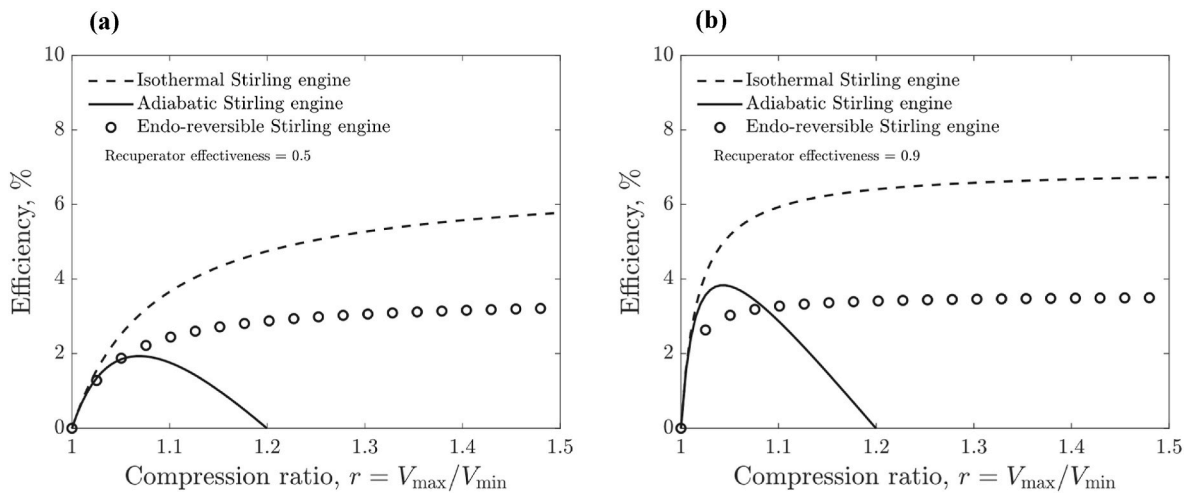 (a)
10
8
6
4
2
0
Efficiency, %
Isothermal Stirling engine
Adiabatic Stirling engine
Endo-reversible Stirling engine
Recuperator effectiveness = 0.5
1 1.1 1.2 1.3 1.4 1.5
Compression ratio, r = Vmax/Vmin
(b)
10
8
6
4
2
0
Efficiency, %
Isothermal Stirling engine
Adiabatic Stirling engine
Endo-reversible Stirling engine
Recuperator effectiveness = 0.9
1 1.1 1.2 1.3 1.4 1.5
Compression ratio, r = Vmax/Vmin